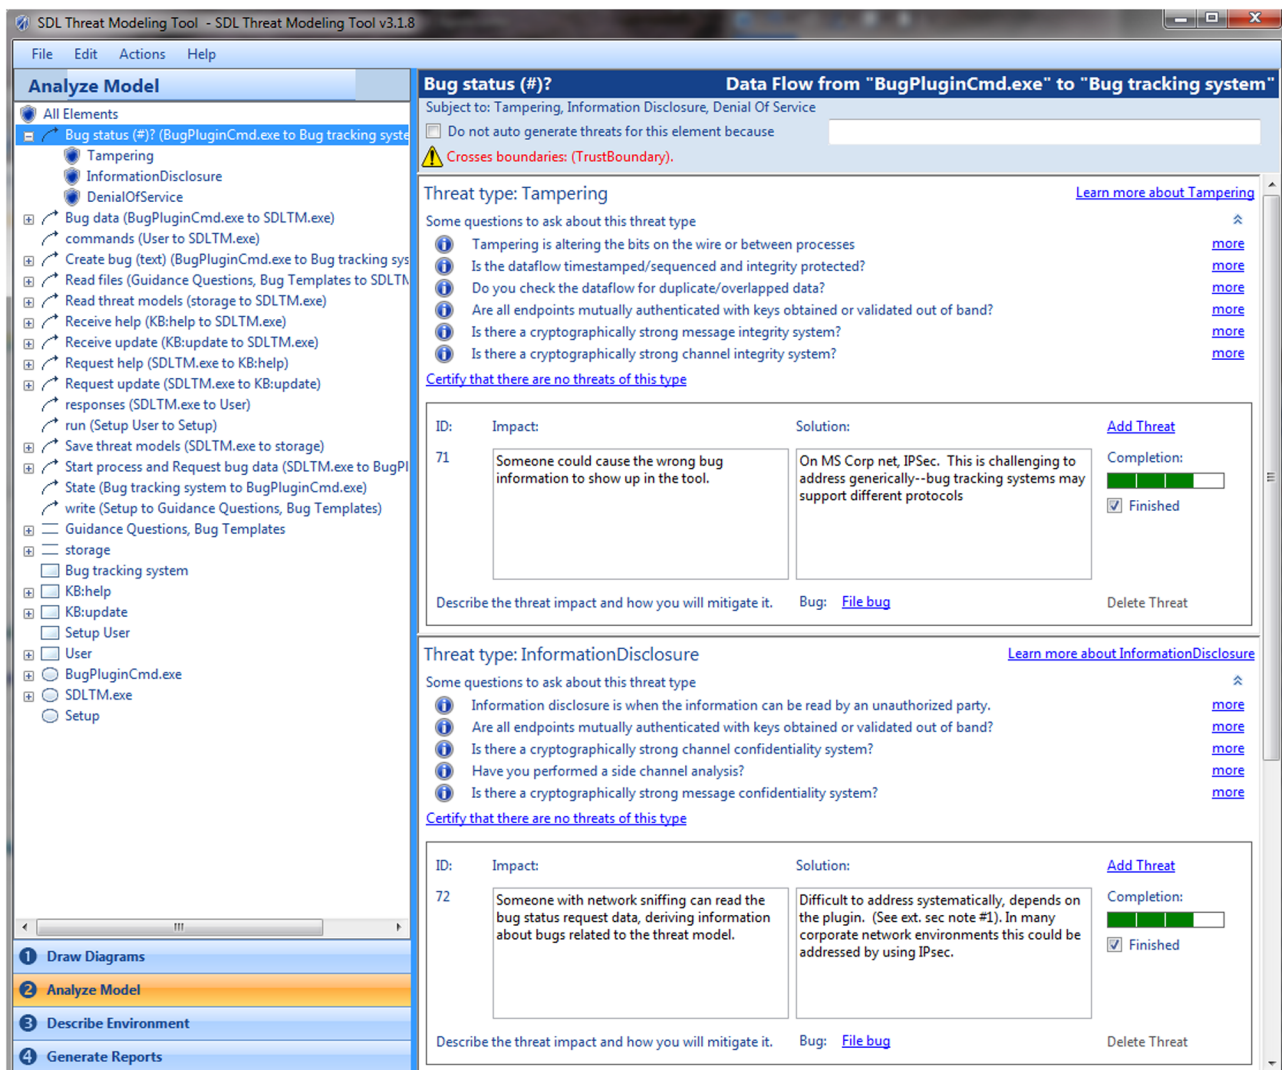 SDL Threat Modeling Tool - SDL Threat Modeling Tool v3.1.8
File Edit Actions Help
Analyze Model
All Elements
Bug status (#)? (BugPluginCmd.exe to Bug tracking syste
Tampering
InformationDisclosure
DenialOfService
Bug data (BugPluginCmd.exe to SDLTM.exe)
commands (User to SDLTM.exe)
Create bug (text) (BugPluginCmd.exe to Bug tracking sys
Read files (Guidance Questions, Bug Templates to SDLTM
Read threat models (storage to SDLTM.exe)
Receive help (KB:help to SDLTM.exe)
Receive update (KB:update to SDLTM.exe)
Request help (SDLTM.exe to KB:help)
Request update (SDLTM.exe to KB:update)
responses (SDLTM.exe to User)
run (Setup User to Setup)
Save threat models (SDLTM.exe to storage)
Start process and Request bug data (SDLTM.exe to BugPl
State (Bug tracking system to BugPluginCmd.exe)
write (Setup to Guidance Questions, Bug Templates)
Guidance Questions, Bug Templates
storage
Bug tracking system
KB:help
KB:update
Setup User
User
BugPluginCmd.exe
SDLTM.exe
Setup
1 Draw Diagrams
2 Analyze Model
3 Describe Environment
4 Generate Reports
Bug status (#)? Data Flow from "BugPluginCmd.exe" to "Bug tracking system"
Subject to: Tampering, Information Disclosure, Denial Of Service
Do not auto generate threats for this element because
Crosses boundaries: (TrustBoundary).
Threat type: Tampering Learn more about Tampering
Some questions to ask about this threat type
Tampering is altering the bits on the wire or between processes more
Is the dataflow timestamped/sequenced and integrity protected? more
Do you check the dataflow for duplicate/overlapped data? more
Are all endpoints mutually authenticated with keys obtained or validated out of band? more
Is there a cryptographically strong message integrity system? more
Is there a cryptographically strong channel integrity system? more
Certify that there are no threats of this type
ID: Impact: Solution: Add Threat
71
Someone could cause the wrong bug
information to show up in the tool.
On MS Corp net, IPSec. This is challenging to
address generically--bug tracking systems may
support different protocols
Completion:
Finished
Describe the threat impact and how you will mitigate it. Bug: File bug Delete Threat
Threat type: InformationDisclosure Learn more about InformationDisclosure
Some questions to ask about this threat type
Information disclosure is when the information can be read by an unauthorized party. more
Are all endpoints mutually authenticated with keys obtained or validated out of band? more
Is there a cryptographically strong channel confidentiality system? more
Have you performed a side channel analysis? more
Is there a cryptographically strong message confidentiality system? more
Certify that there are no threats of this type
ID: Impact: Solution: Add Threat
72
Someone with network sniffing can read the
bug status request data, deriving information
about bugs related to the threat model.
Difficult to address systematically, depends on
the plugin. (See ext. sec note #1). In many
corporate network environments this could be
addressed by using IPsec.
Completion:
Finished
Describe the threat impact and how you will mitigate it. Bug: File bug Delete Threat